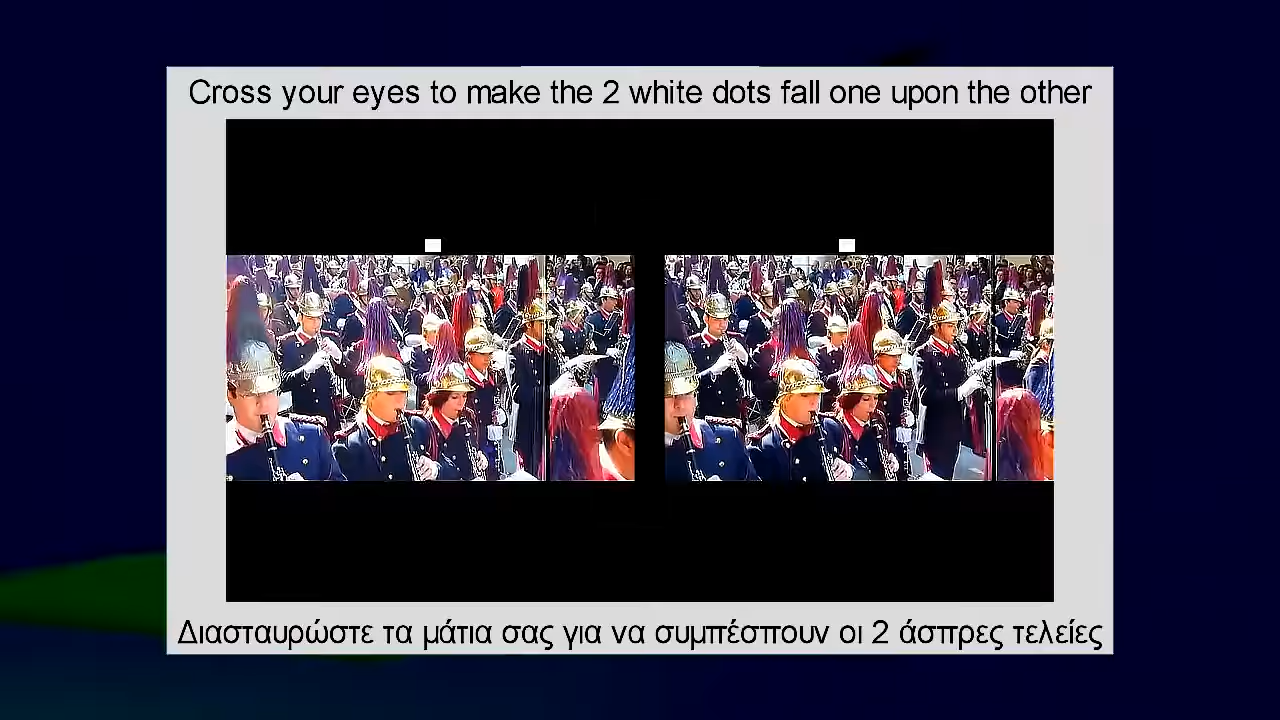 Cross your eyes to make the 2 white dots fall one upon the other
Διασταυρώστε τα μάτια σας για να συμπέσπουν οι 2 άσπρες τελείες